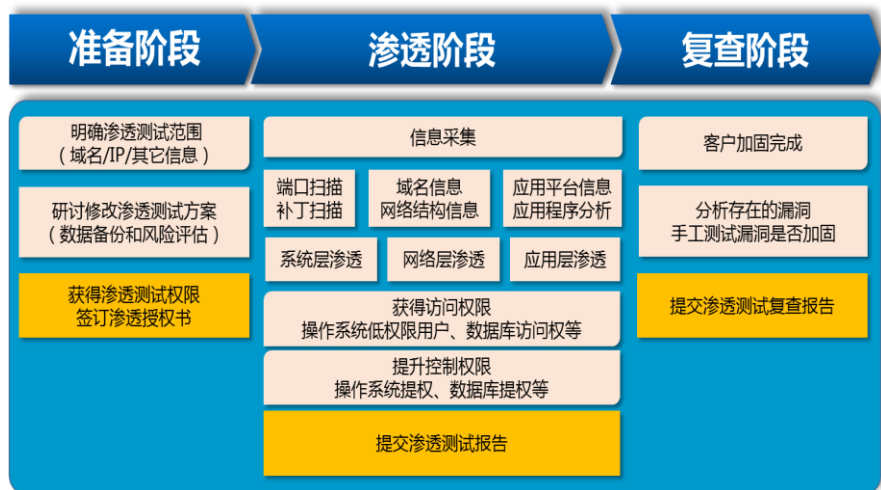 准备阶段
渗透阶段
复查阶段
明确渗透测试范围
（域名/IP/其它信息）
研讨修改渗透测试方案
（数据备份和风险评估）
获得渗透测试权限
签订渗透授权书
信息采集
端口扫描
补丁扫描
域名信息
网络结构信息
应用平台信息
应用程序分析
系统层渗透
网络层渗透
应用层渗透
获得访问权限
操作系统低权限用户、数据库访问权等
提升控制权限
操作系统提权、数据库提权等
提交渗透测试报告
客户加固完成
分析存在的漏洞
手工测试漏洞是否加固
提交渗透测试复查报告